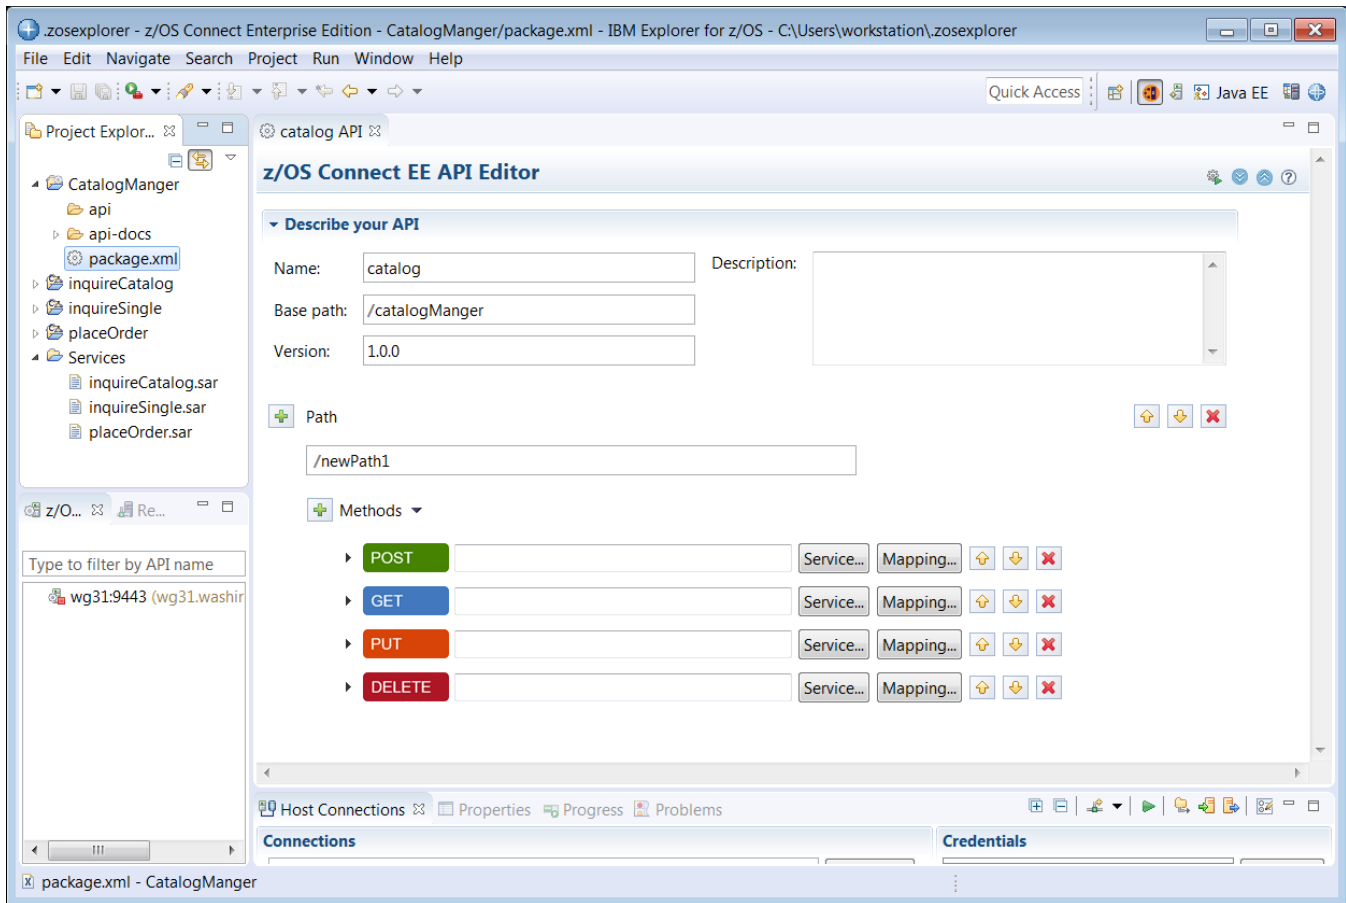 .zosexplorer - z/OS Connect Enterprise Edition - CatalogManger/package.xml - IBM Explorer for z/OS - C:\Users\workstation\.zosexplorer
File Edit Navigate Search Project Run Window Help
Quick Access Java EE
Project Explor...
CatalogManger
api
api-docs
package.xml
inquireCatalog
inquireSingle
placeOrder
Services
inquireCatalog.sar
inquireSingle.sar
placeOrder.sar
z/O... Re...
Type to filter by API name
wg31:9443 (wg31.washir
catalog API
z/OS Connect EE API Editor
Describe your API
Name: catalog
Description:
Base path: /catalogManger
Version: 1.0.0
Path
/newPath1
Methods
POST Service... Mapping...
GET Service... Mapping...
PUT Service... Mapping...
DELETE Service... Mapping...
Host Connections Properties Progress Problems
Connections Credentials
package.xml - CatalogManger